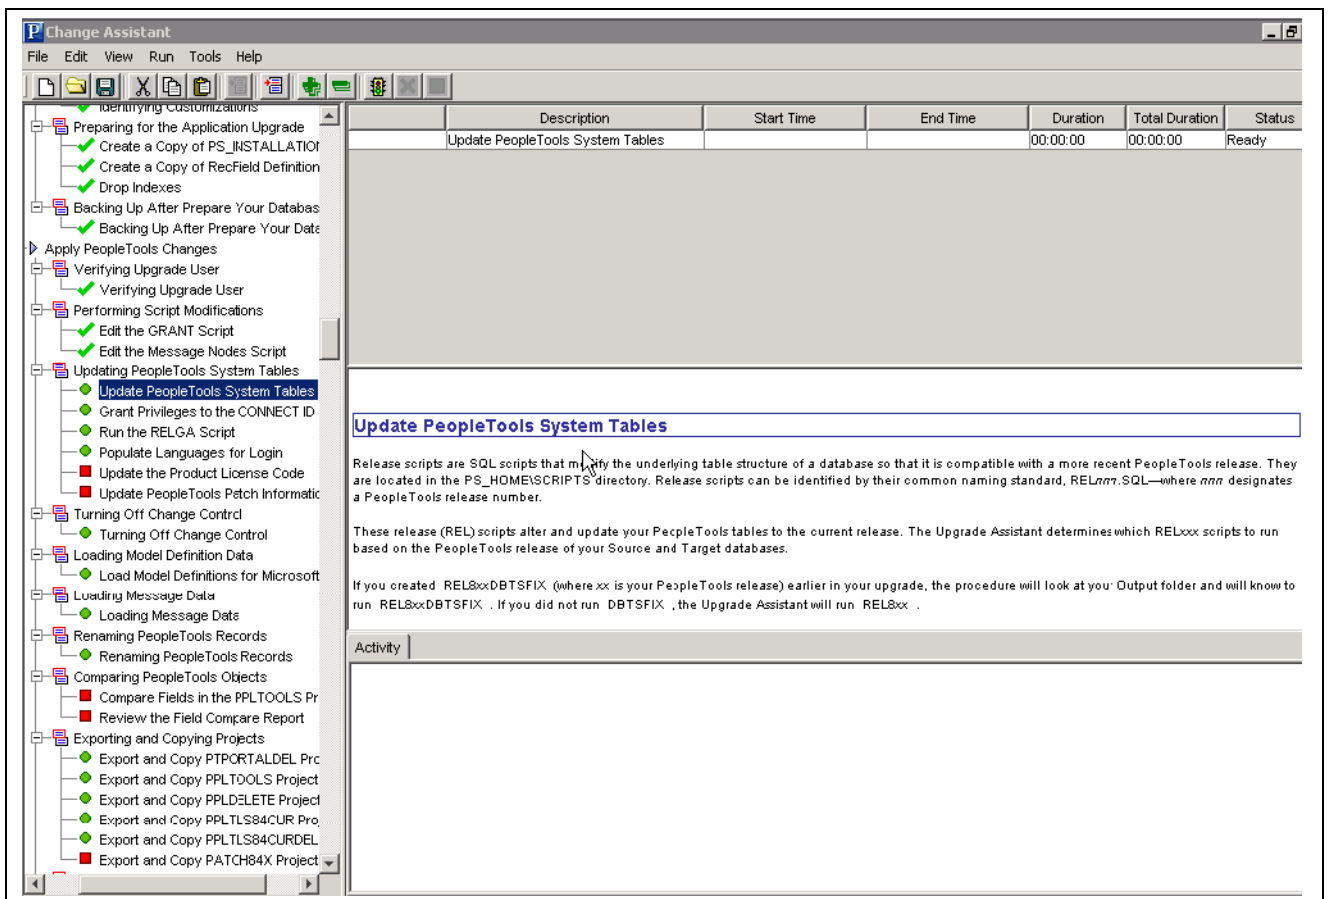 Change Assistant
File Edit View Run Tools Help
Identifying Customizations
Preparing for the Application Upgrade
Create a Copy of PS_INSTALLATION
Create a Copy of RecField Definition
Drop Indexes
Backing Up After Prepare Your Databas
Backing Up After Prepare Your Data
Apply PeopleTools Changes
Verifying Upgrade User
Verifying Upgrade User
Performing Script Modifications
Edit the GRANT Script
Edit the Message Nodes Script
Updating PeopleTools System Tables
Update PeopleTools System Tables
Grant Privileges to the CONNECT ID
Run the RELGA Script
Populate Languages for Login
Update the Product License Code
Update PeopleTools Patch Informatic
Turning Off Change Control
Turning Off Change Control
Loading Model Definition Data
Load Model Definitions for Microsoft
Loading Message Data
Loading Message Data
Renaming PeopleTools Records
Renaming PeopleTools Records
Comparing PeopleTools Objects
Compare Fields in the PPLTOOLS Pr
Review the Field Compare Report
Exporting and Copying Projects
Export and Copy PTPORTALDEL Pro
Export and Copy PPLTOOLS Project
Export and Copy PPLDELETE Project
Export and Copy PPLTLS84CUR Pro
Export and Copy PPLTLS84CURDEL
Export and Copy PATCH84X Project
Description Start Time End Time Duration Total Duration Status
Update PeopleTools System Tables 00:00:00 00:00:00 Ready
Update PeopleTools System Tables
Release scripts are SQL scripts that modify the underlying table structure of a database so that it is compatible with a more recent PeopleTools release. They
are located in the PS_HOME\SCRIPTS directory. Release scripts can be identified by their common naming standard, RELnnn.SQL—where nnn designates
a PeopleTools release number.
These release (REL) scripts alter and update your PeopleTools tables to the current release. The Upgrade Assistant determines which RELxxx scripts to run
based on the PeopleTools release of your Source and Target databases.
If you created REL8xxDBTSFIX (where xx is your PeopleTools release) earlier in your upgrade, the procedure will look at your Output folder and will know to
run REL8xxDBTSFIX . If you did not run DBTSFIX , the Upgrade Assistant will run REL8xx .
Activity